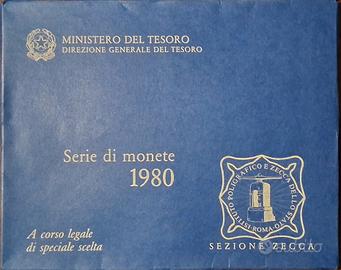 MINISTERO DEL TESORO
DIREZIONE GENERALE DEL TESORO
Serie di monete
1980
A corso legale
di speciale scelta
ISTITUTO POLIGRAFICO E ZECCA DELLO STATO
ROMA
SEZIONE ZECCA